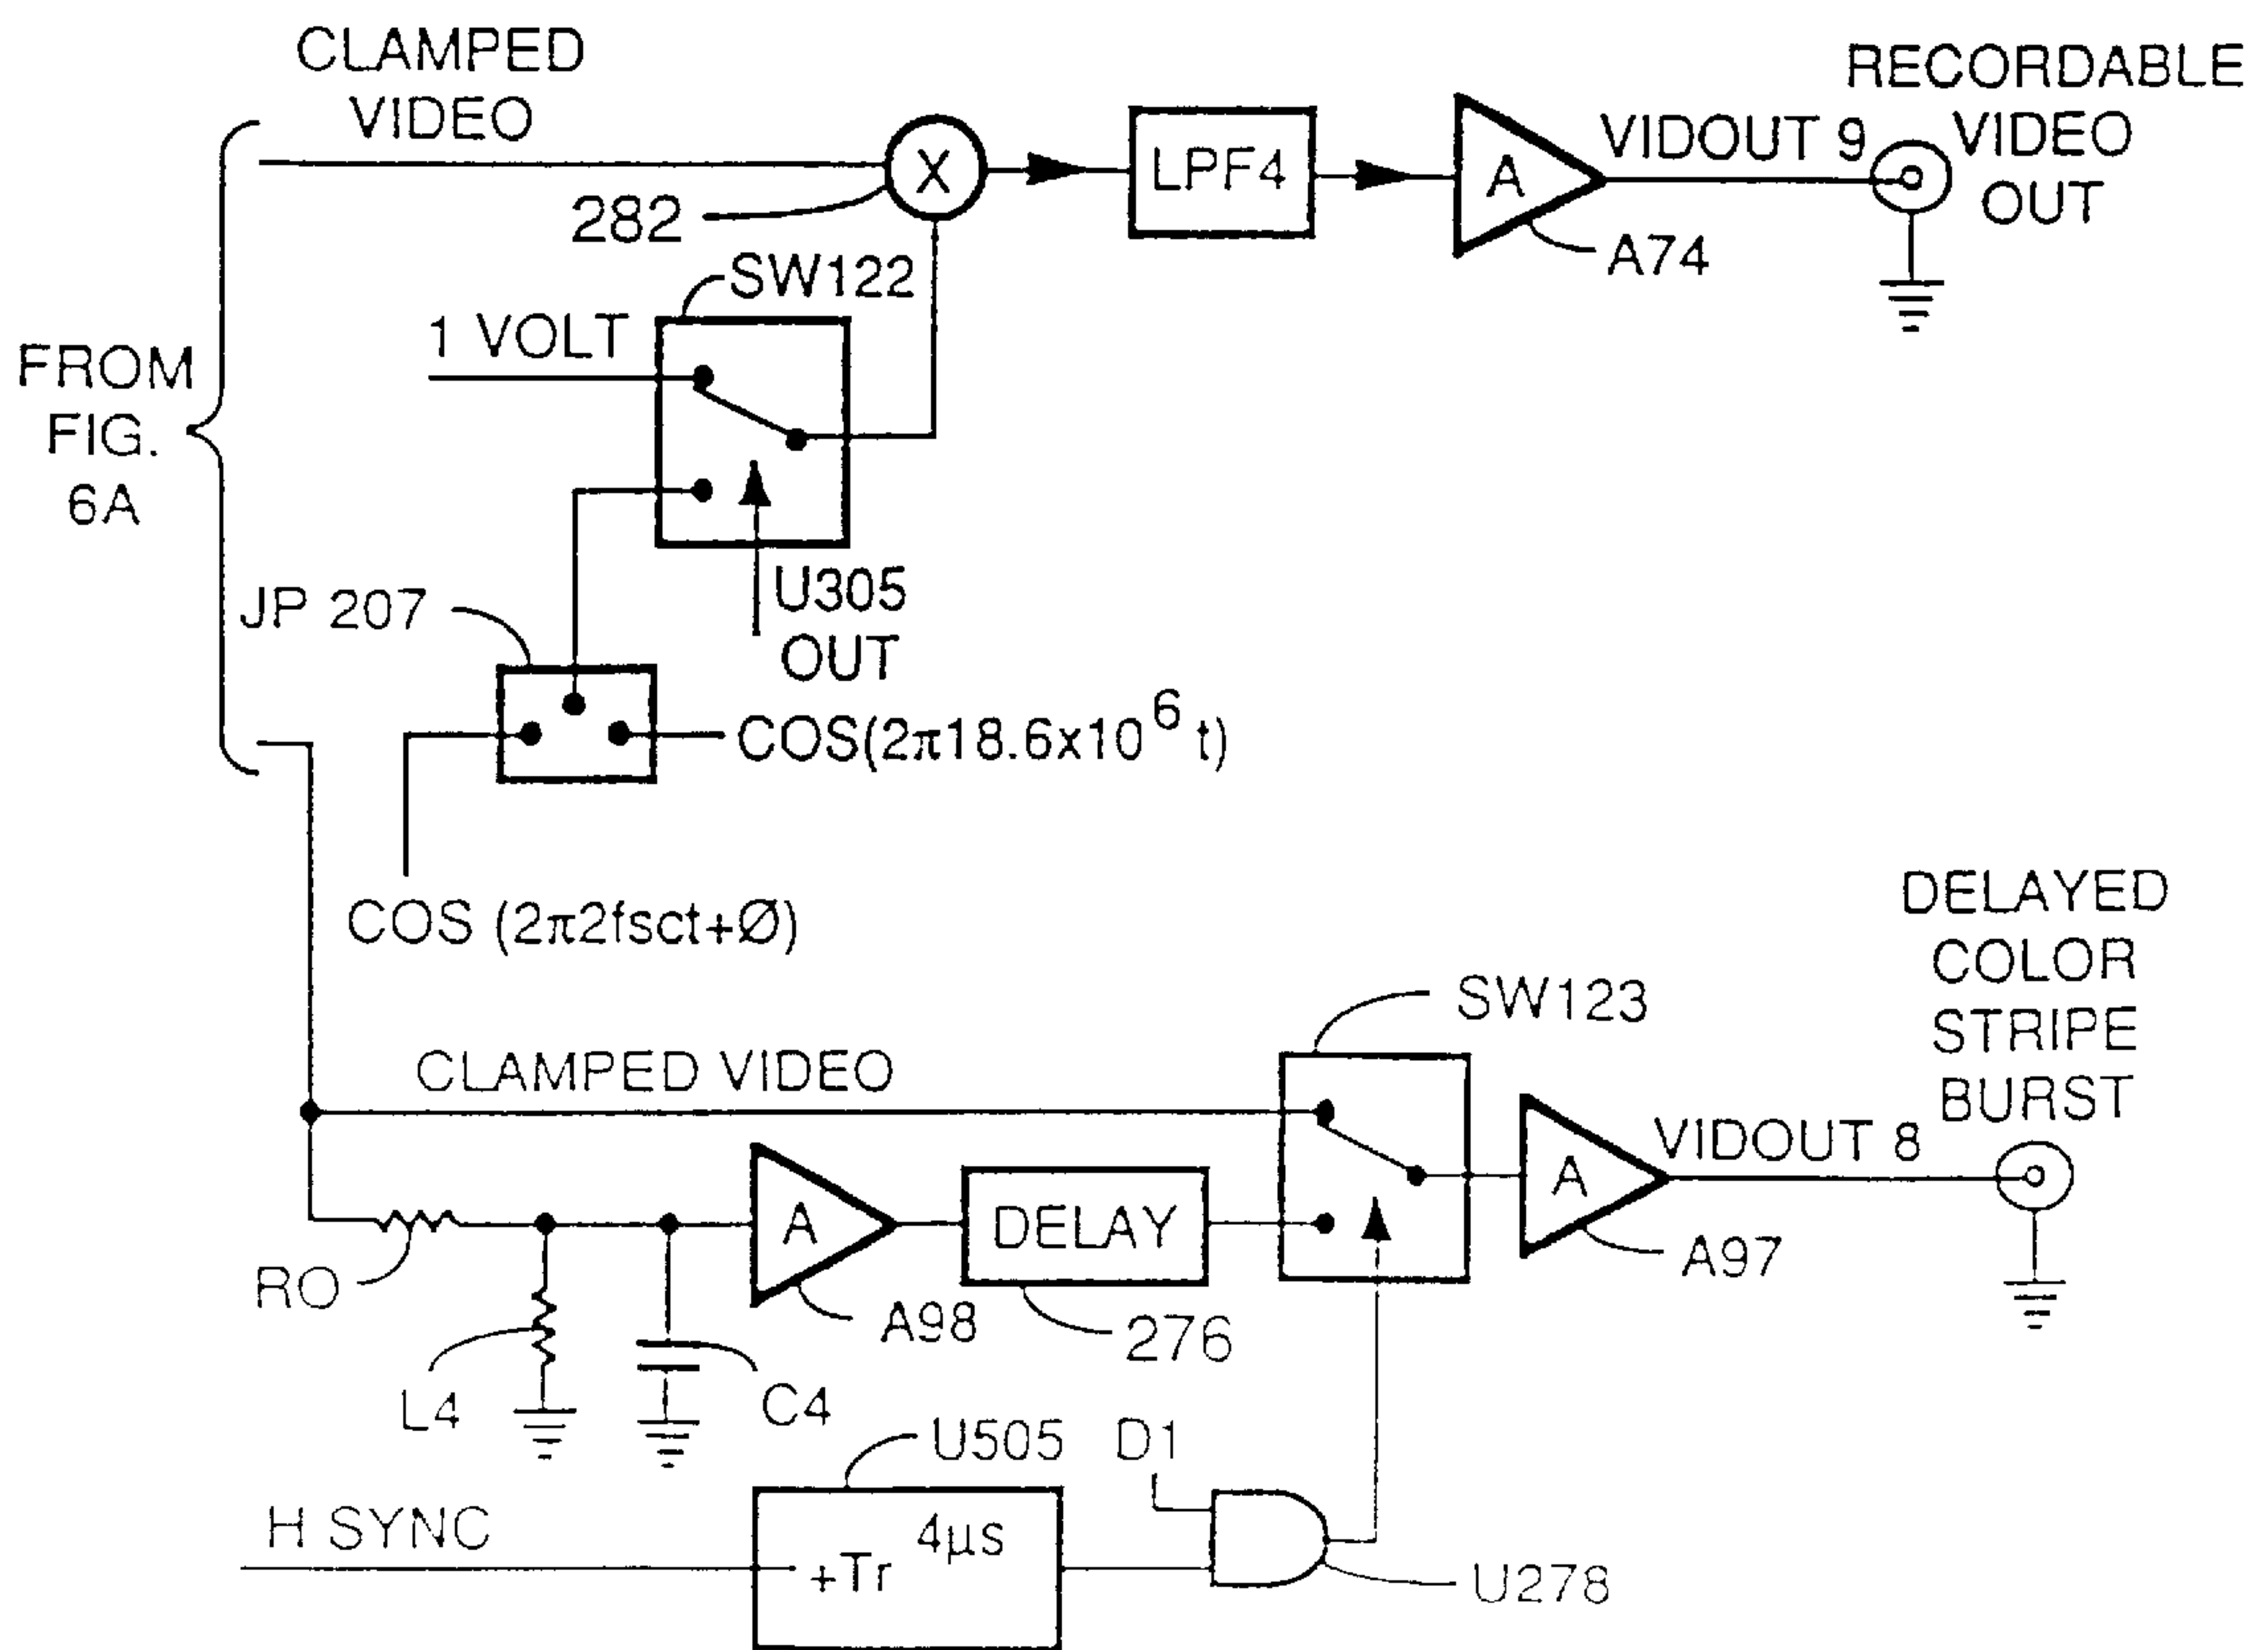 CLAMPED
VIDEO
RECORDABLE
VIDEO
OUT
VIDOUT 9
X
LPF4
A
A74
282
SW122
1 VOLT
FROM
FIG.
6A
U305
OUT
JP 207
COS(2π18.6x10⁶ t)
COS (2π2fsct+Ø)
DELAYED
COLOR
STRIPE
BURST
SW123
CLAMPED VIDEO
VIDOUT 8
A
A
DELAY
A97
RO
A98
276
L4
C4
U505
D1
H SYNC
4µs
+Tr
U278